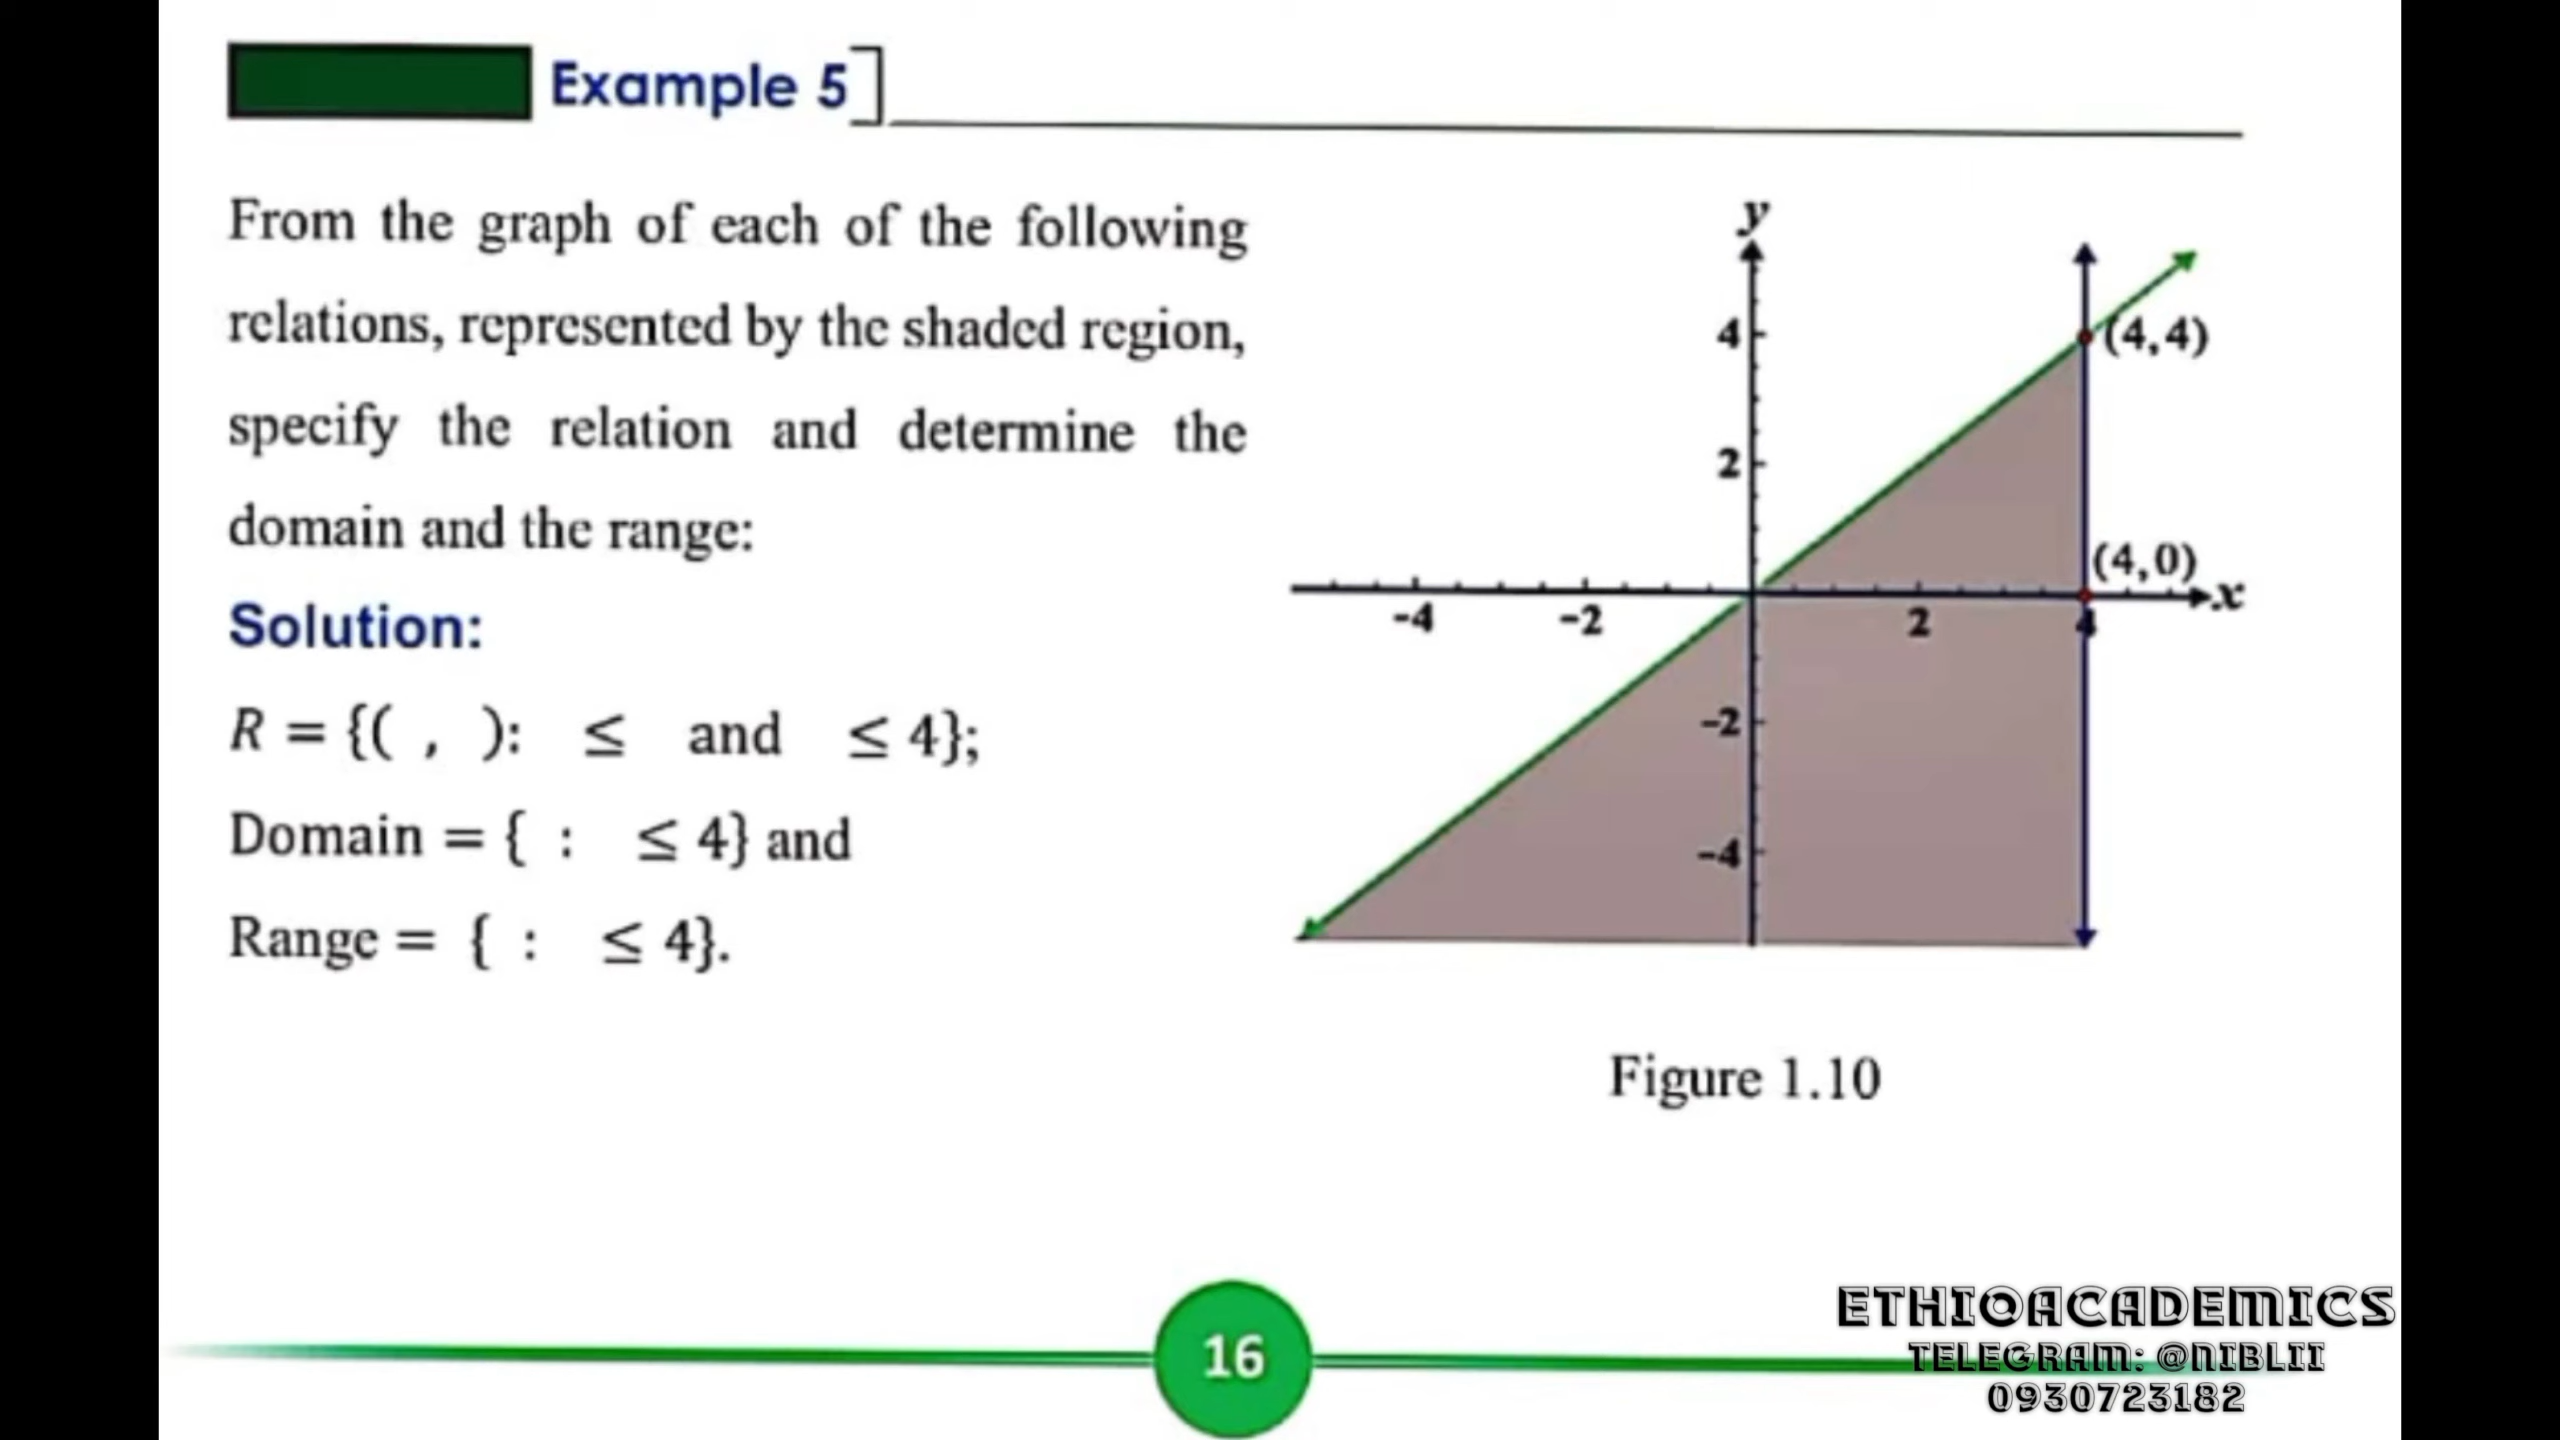 Example 5
From the graph of each of the following
relations, represented by the shaded region,
specify the relation and determine the
domain and the range:
Solution:
R = {( , ): ≤ and ≤ 4};
Domain = { : ≤ 4} and
Range = { : ≤ 4}.
y
4
(4,4)
2
(4,0)
x
-4
-2
2
4
-2
-4
Figure 1.10
16
ETHIOACADEMICS
TELEGRAM: @NIBLII
0930723182